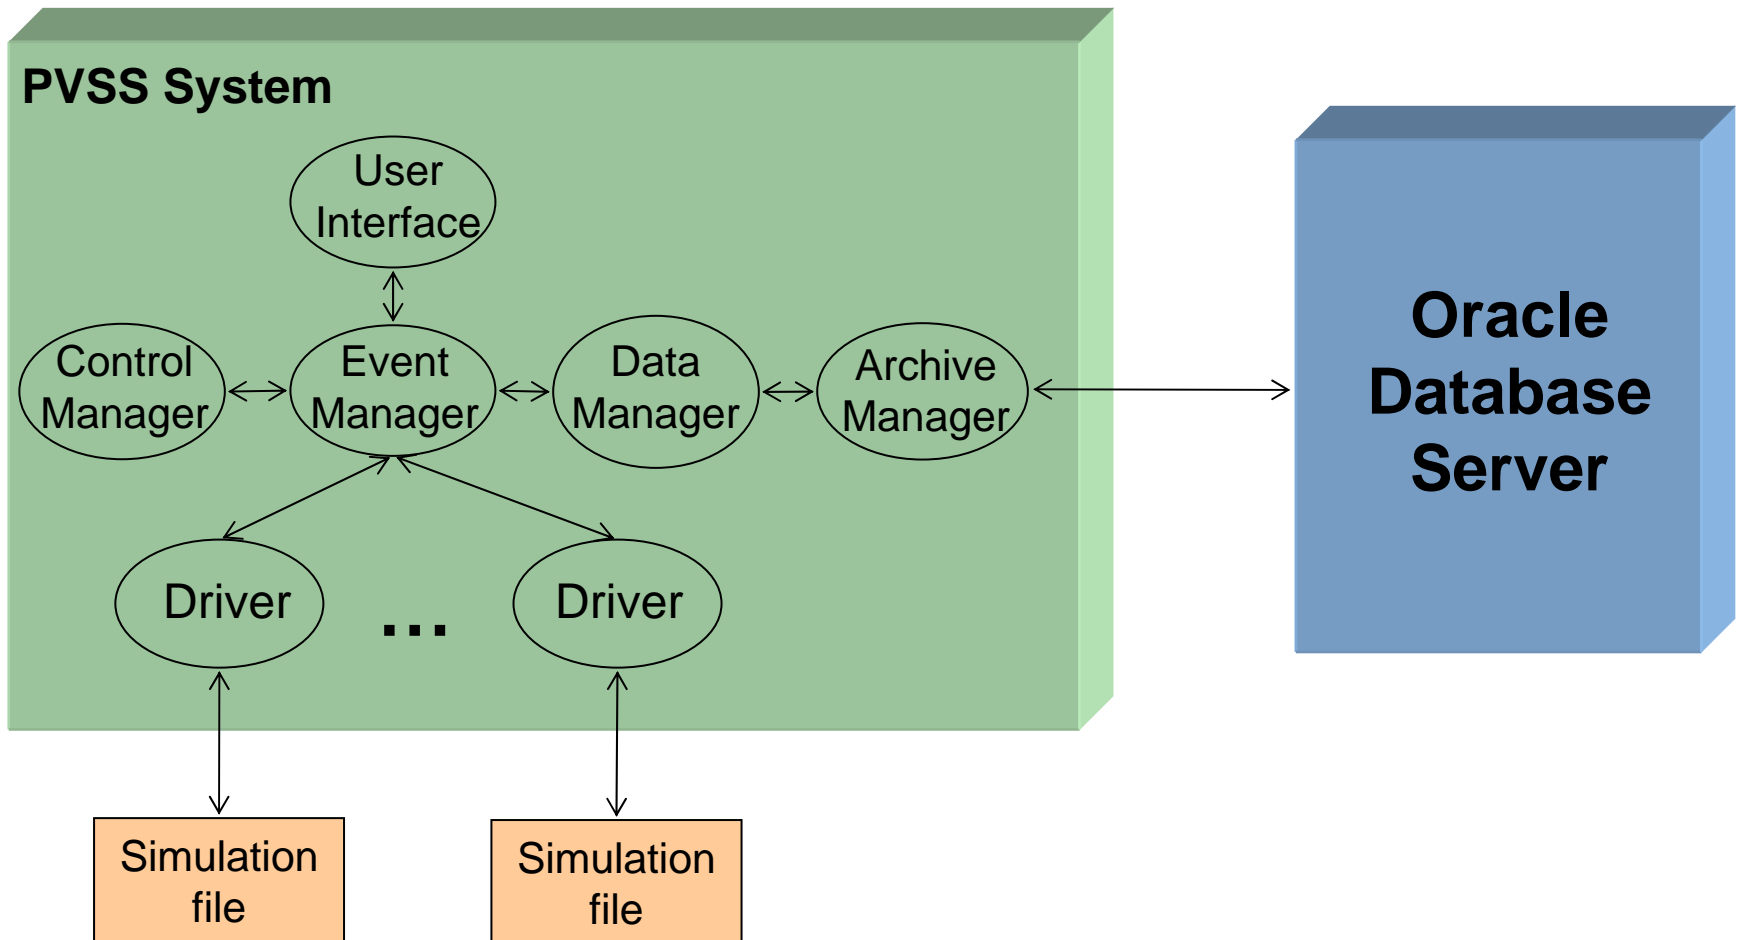 PVSS System
User
Interface
Control
Manager
Event
Manager
Data
Manager
Archive
Manager
Oracle
Database
Server
Driver
...
Driver
Simulation
file
Simulation
file